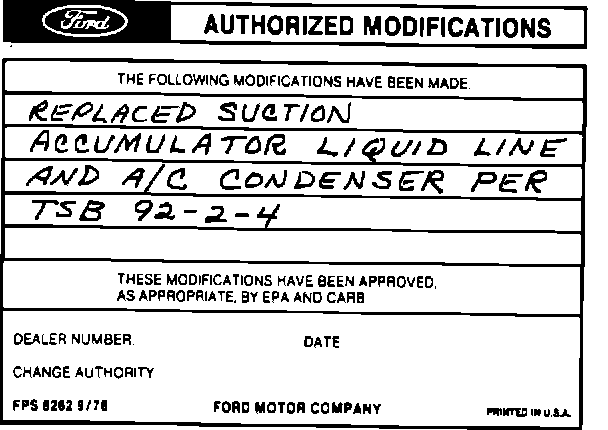 Ford
AUTHORIZED MODIFICATIONS
THE FOLLOWING MODIFICATIONS HAVE BEEN MADE.
REPLACED SUCTION
ACCUMULATOR LIQUID LINE
AND A/C CONDENSER PER
TSB 92-2-4
THESE MODIFICATIONS HAVE BEEN APPROVED,
AS APPROPRIATE, BY EPA AND CARB
DEALER NUMBER. DATE
CHANGE AUTHORITY
FPS 8262 9/76 FORD MOTOR COMPANY PRINTED IN U.S.A.